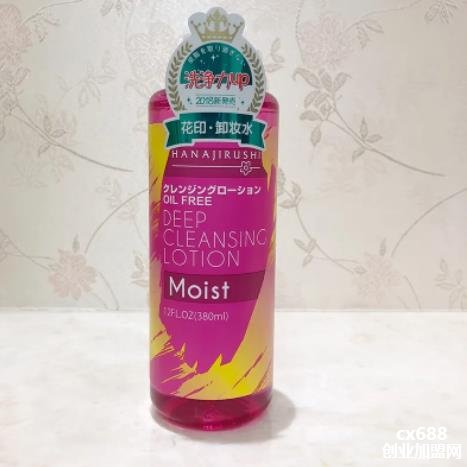 洗浄力up
2018新発売
花印·卸妆水
HANAJIRUSHI
クレンジングローション
OIL FREE
DEEP
CLEANSING
LOTION
Moist
12FL.OZ(380ml)
cx688
创业加盟网